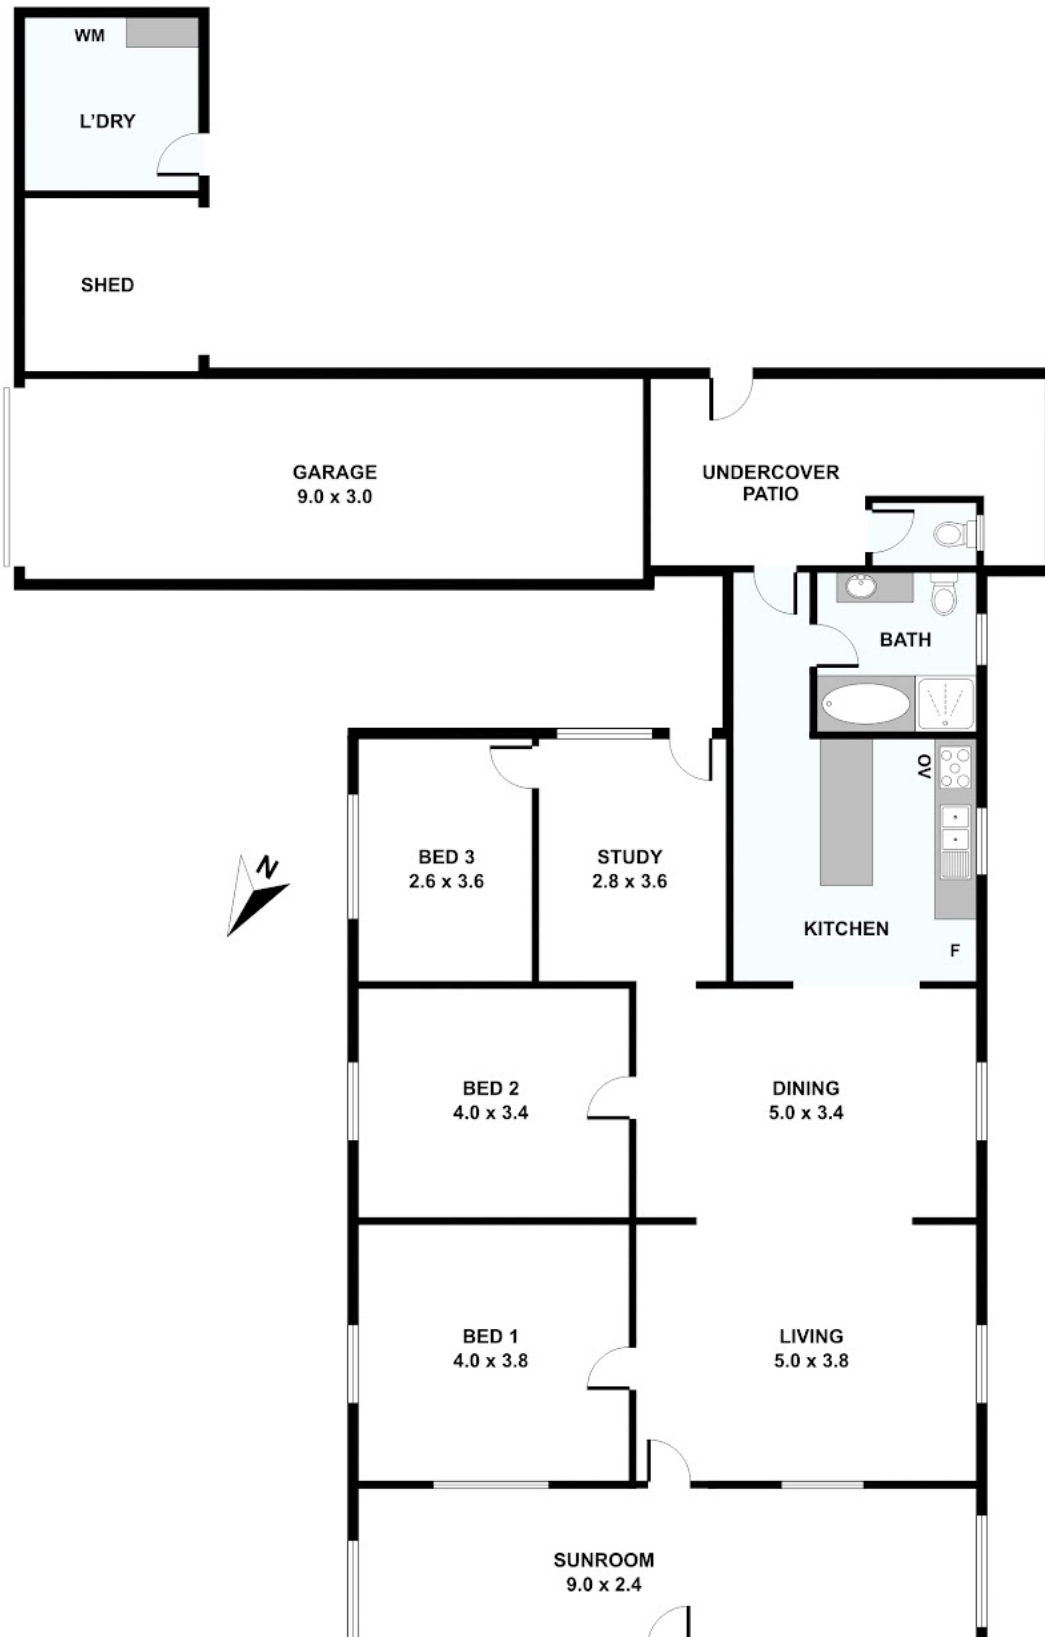 WM
L'DRY
SHED
GARAGE
9.0 x 3.0
UNDERCOVER
PATIO
BATH
OV
BED 3
2.6 x 3.6
STUDY
2.8 x 3.6
N
KITCHEN
F
BED 2
4.0 x 3.4
DINING
5.0 x 3.4
BED 1
4.0 x 3.8
LIVING
5.0 x 3.8
SUNROOM
9.0 x 2.4